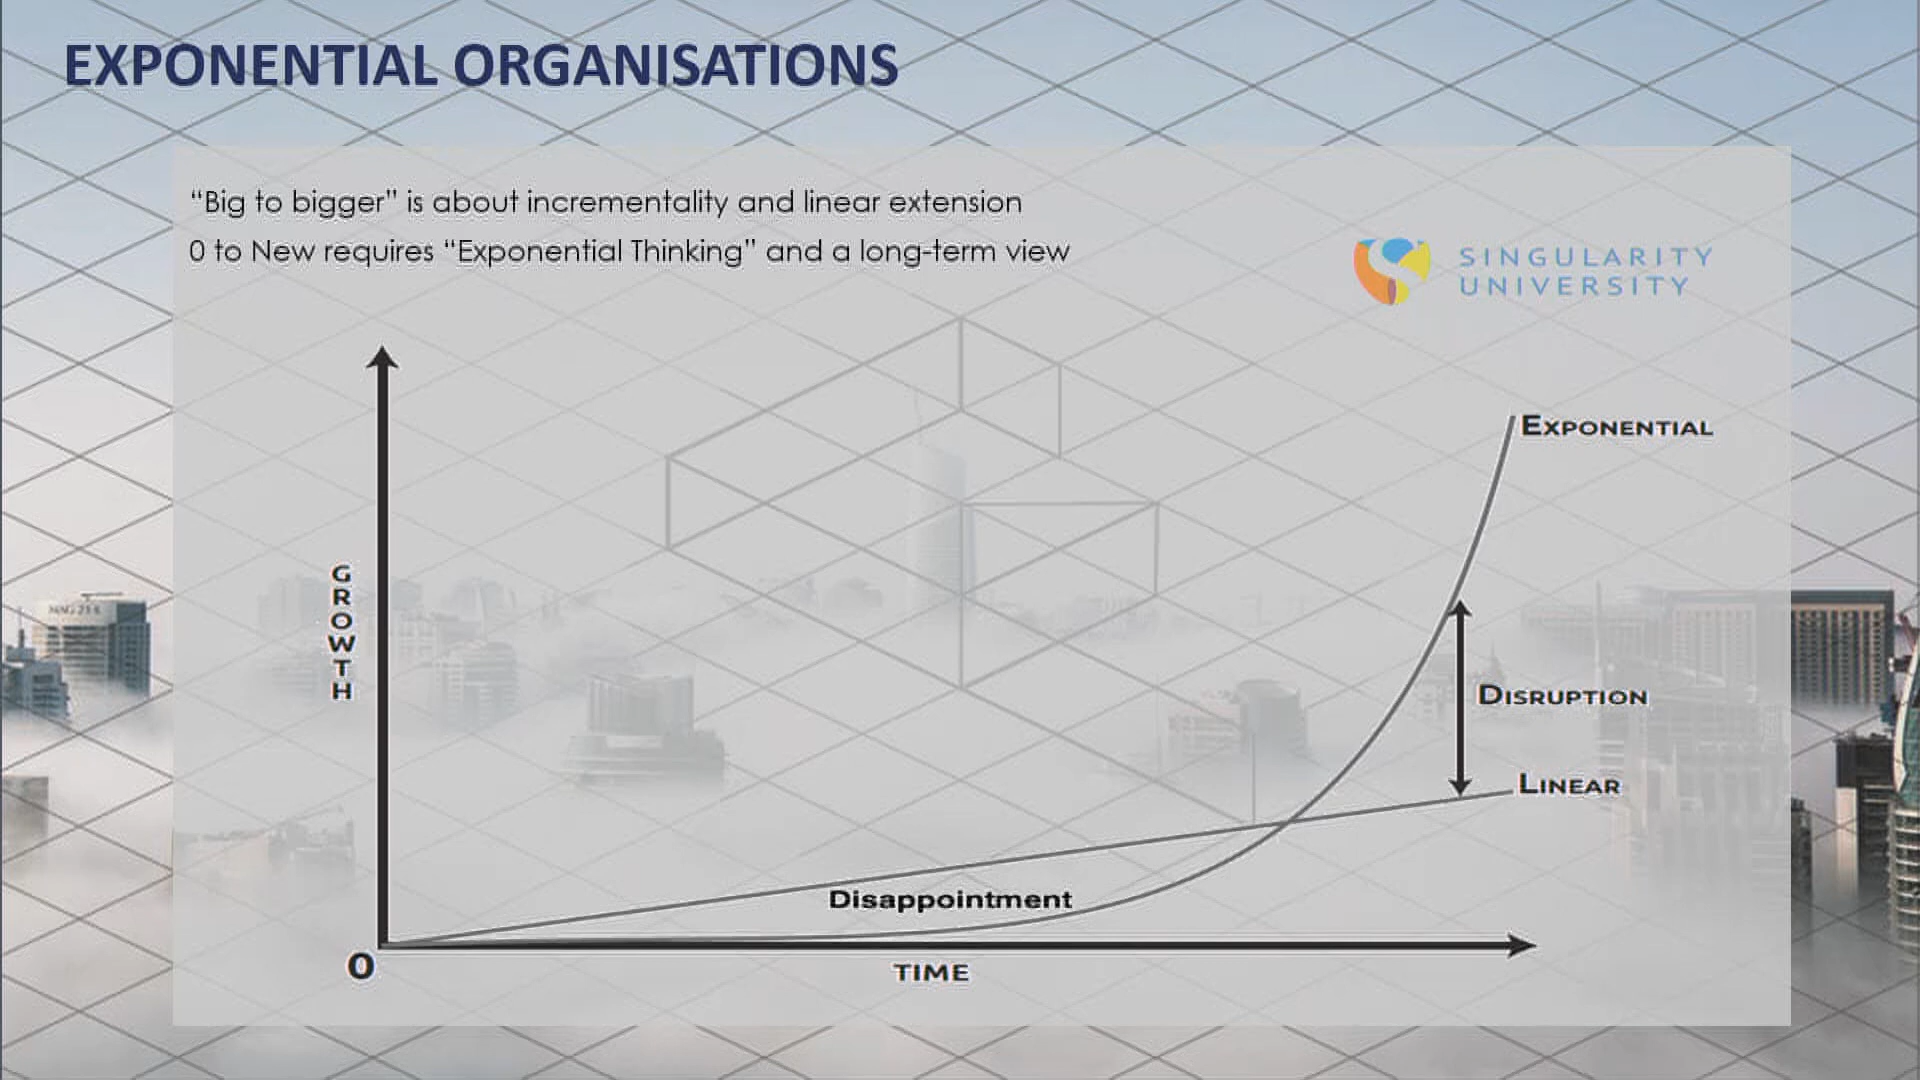 EXPONENTIAL ORGANISATIONS
“Big to bigger” is about incrementality and linear extension
0 to New requires “Exponential Thinking” and a long-term view
SINGULARITY
UNIVERSITY
EXPONENTIAL
GROWTH
DISRUPTION
LINEAR
Disappointment
0
TIME